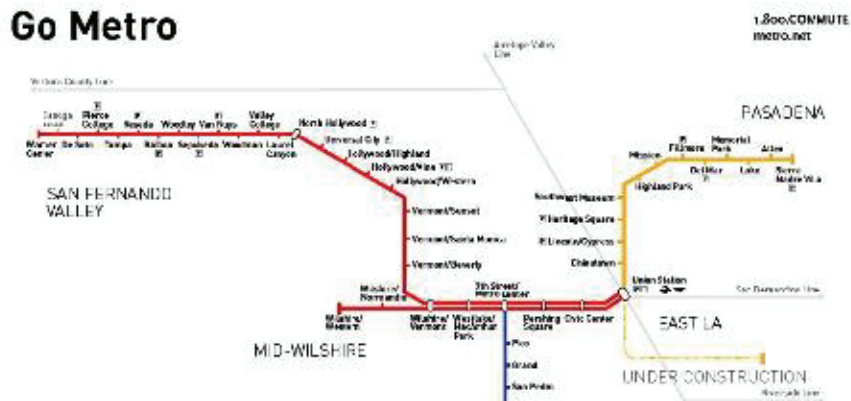 Go Metro
1.800.COMMUTE
metro.net
Antelope Valley
Line
Ventura County Line
PASADENA
Canoga
Pierce
College
Reseda
Woodley
Van Nuys
Valley
College
North Hollywood
Warner
Center
De Soto
Tampa
Balboa
Sepulveda
Woodman
Laurel
Canyon
Universal City
Hollywood/Highland
Hollywood/Vine
Hollywood/Western
Mission
Fillmore
Memorial
Park
Allen
Highland Park
Del Mar
Lake
Sierra
Madre Villa
SAN FERNANDO
VALLEY
Southwest Museum
Heritage Square
Lincoln/Cypress
Chinatown
Vermont/Sunset
Vermont/Santa Monica
Vermont/Beverly
Wilshire/
Normandie
7th Street/
Metro Center
Union Station
San Bernardino Line
Wilshire/
Western
Wilshire/
Vermont
Westlake/
MacArthur
Park
Pershing
Square
Civic Center
EAST LA
MID-WILSHIRE
Pico
Grand
San Pedro
UNDER CONSTRUCTION
Riverside Line